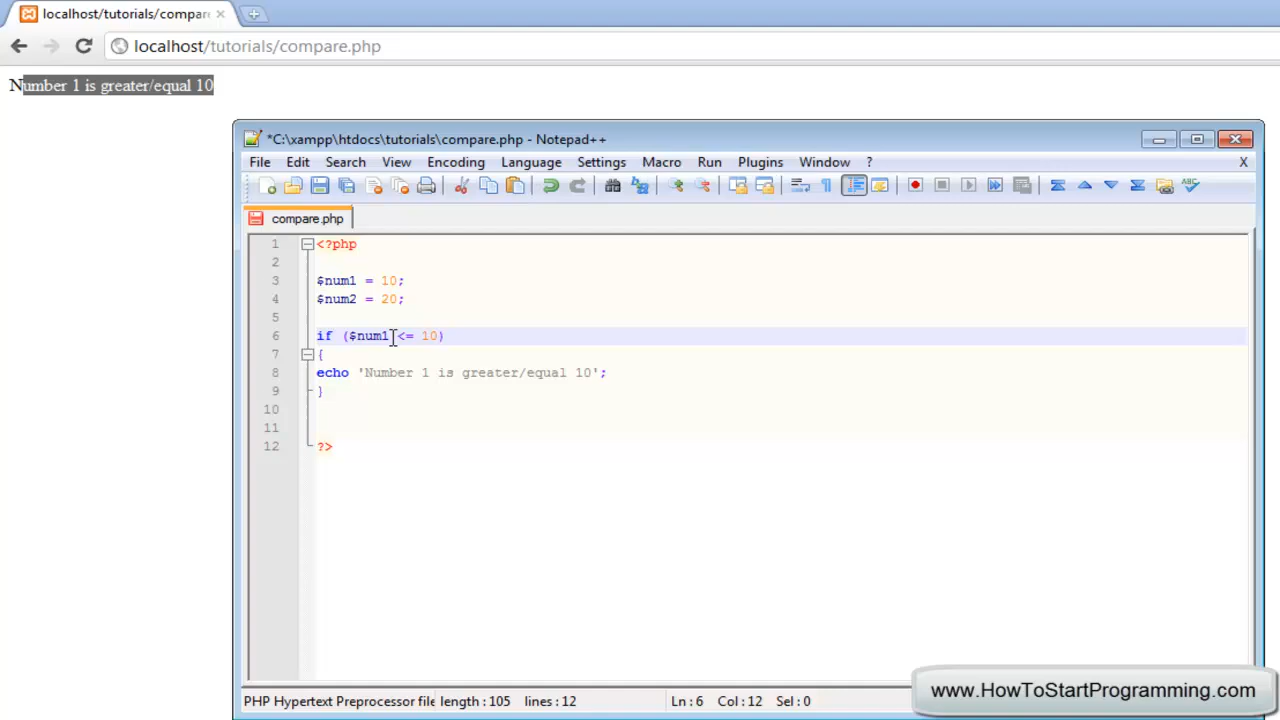 localhost/tutorials/compar
localhost/tutorials/compare.php
Number 1 is greater/equal 10
*C:\xampp\htdocs\tutorials\compare.php - Notepad++
File Edit Search View Encoding Language Settings Macro Run Plugins Window ? X
compare.php
1 <?php
2
3 $num1 = 10;
4 $num2 = 20;
5
6 if ($num1 <= 10)
7 {
8 echo 'Number 1 is greater/equal 10';
9 }
10
11
12 ?>
PHP Hypertext Preprocessor file length : 105 lines : 12 Ln : 6 Col : 12 Sel : 0
www.HowToStartProgramming.com